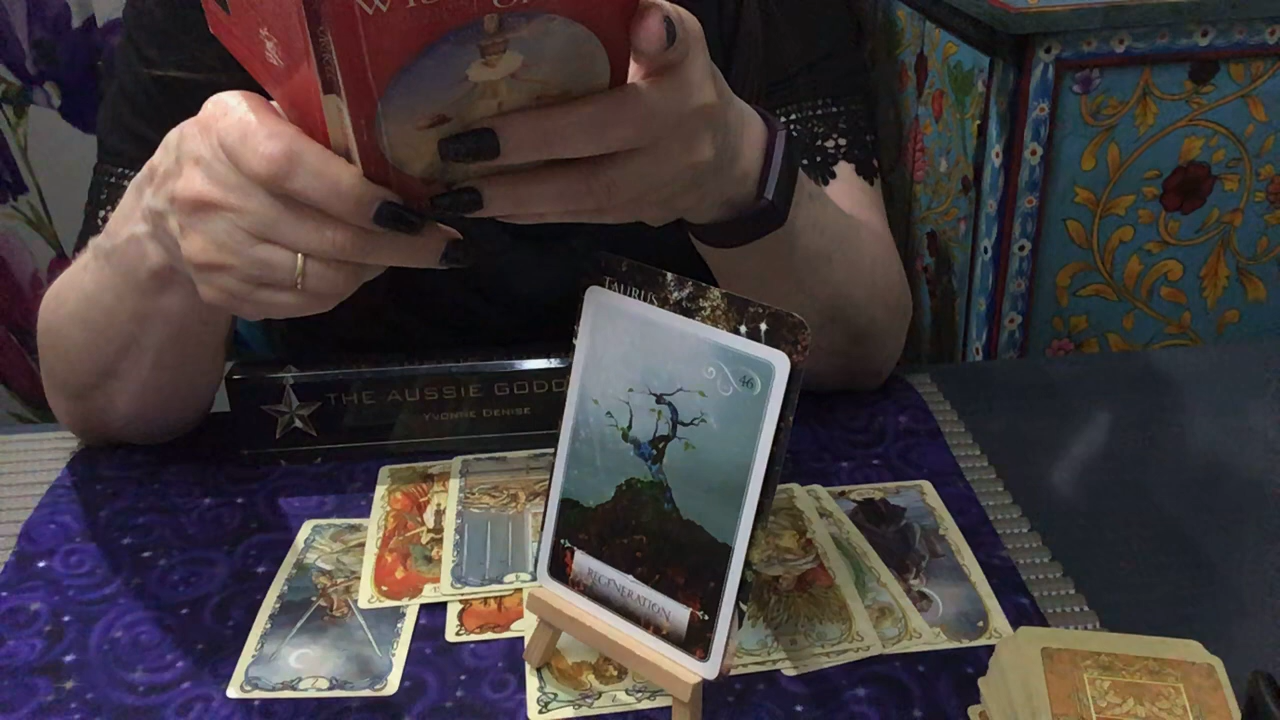 TAURUS
46
THE AUSSIE GODD
YVONNE DENISE
REGENERATION